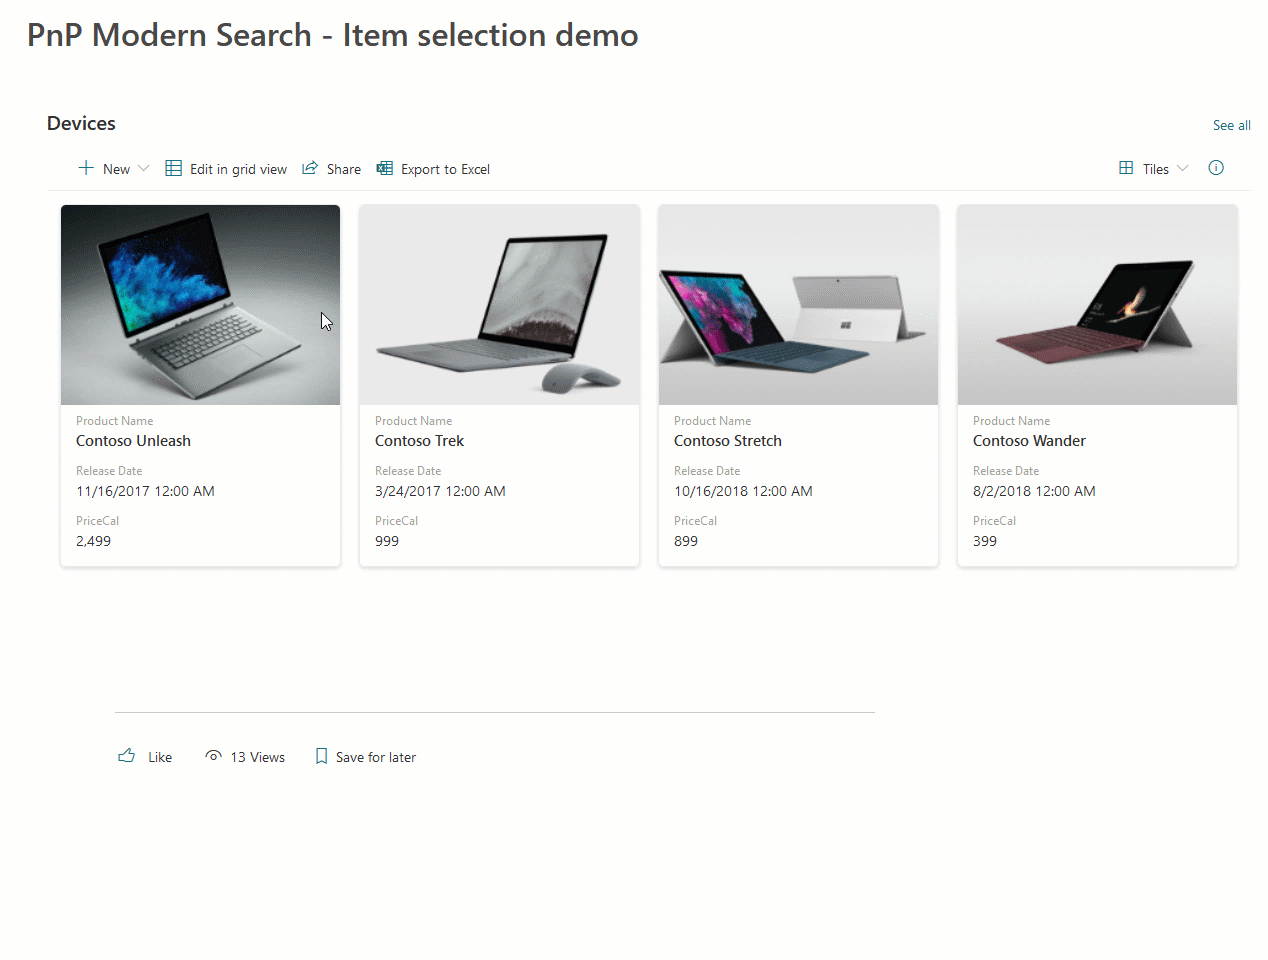 PnP Modern Search - Item selection demo
Devices
See all
New
Edit in grid view
Share
Export to Excel
Tiles
Product Name
Contoso Unleash
Release Date
11/16/2017 12:00 AM
PriceCal
2,499
Product Name
Contoso Trek
Release Date
3/24/2017 12:00 AM
PriceCal
999
Product Name
Contoso Stretch
Release Date
10/16/2018 12:00 AM
PriceCal
899
Product Name
Contoso Wander
Release Date
8/2/2018 12:00 AM
PriceCal
399
Like
13 Views
Save for later